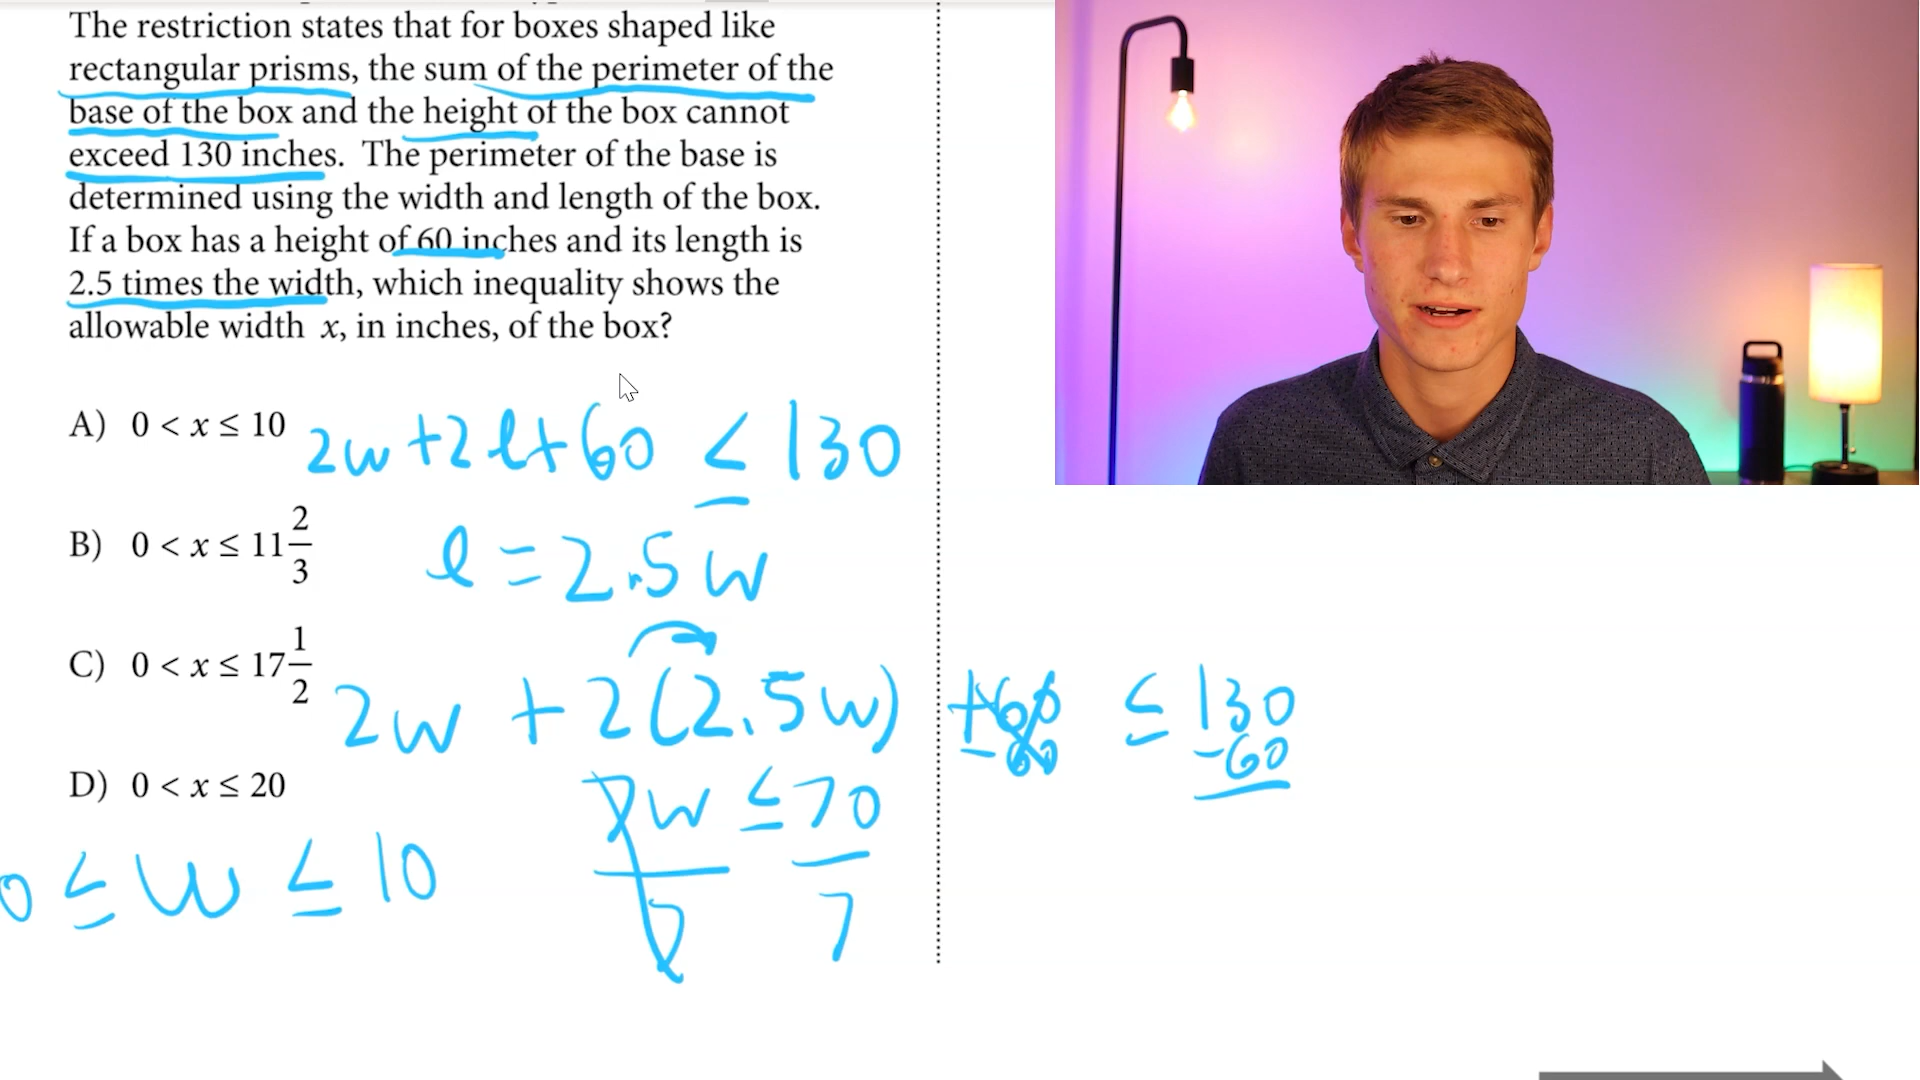 The restriction states that for boxes shaped like
rectangular prisms, the sum of the perimeter of the
base of the box and the height of the box cannot
exceed 130 inches. The perimeter of the base is
determined using the width and length of the box.
If a box has a height of 60 inches and its length is
2.5 times the width, which inequality shows the
allowable width x, in inches, of the box?
A) 0 < x ≤ 10
2w + 2l + 60 ≤ 130
B) 0 < x ≤ 11 2/3
l = 2.5 w
C) 0 < x ≤ 17 1/2
2w + 2(2.5w) + 60 ≤ 130
-60 -60
D) 0 < x ≤ 20
7w ≤ 70
7 7
0 ≤ w ≤ 10